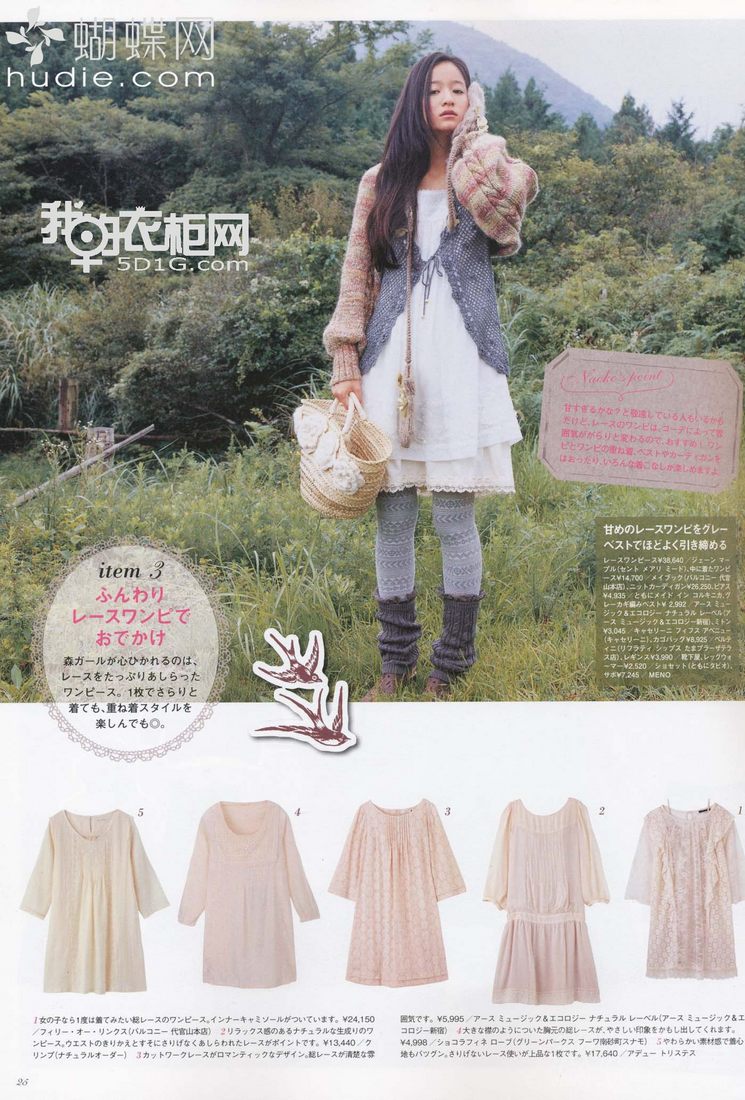 蝴蝶网
hudie.com
我的衣柜网
5D1G.com
Naoko's point
甘すぎるかな?と敬遠している人もいるかも
だけど、レースのワンピは、コーデによって雰
囲気ががらりと変わるので、おすすめ!ワン
ピとワンピの重ね着、ベストやカーディガンを
はおったり、いろんな着こなしが楽しめますよ
甘めのレースワンピをグレー
ベストでほどよく引き締める
レースワンピース¥38,640/ジェーン マー
プル(セント メアリ ミード)、中に着たワンピ
ース¥14,700/メイブック(バルコニー 代官
山本店)、ニットカーディガン¥26,250、ピアス
¥4,935/ともにメイド イン コルキニカ、グ
レーカギ編みベスト¥2,992/アース ミュー
ジック&エコロジー ナチュラル レーベル(アー
ス ミュージック&エコロジー新宿)、ミトン
¥3,045/キャセリーニ フィフス アベニュー
(キャセリーニ)、カゴバッグ¥8,925/ベルテ
ィニ(リフラティ シップス たまプラーザテラ
ス店)、レギンス¥3,990/靴下屋、レッグウォ
ーマー¥2,520/ショセット(ともにタビオ)、
サボ¥7,245/MENO
item 3
ふんわり
レースワンピで
おでかけ
森ガールが心ひかれるのは、
レースをたっぷりあしらった
ワンピース。1枚でさらりと
着ても、重ね着スタイルを
楽しんでも◎。
5
4
3
2
1
1女の子なら1度は着てみたい総レースのワンピース。インナーキャミソールがついています。¥24,150
/フィリー・オー・リンクス(バルコニー 代官山本店) 2リラックス感のあるナチュラルな生成りのワ
ンピース。ウエストのきりかえとすそにさりげなくあしらわれたレースがポイントです。¥13,440/ク
リンプ(ナチュラルオーダー) 3カットワークレースがロマンティックなデザイン。総レースが清楚な雰
囲気です。¥5,995/アース ミュージック&エコロジー ナチュラル レーベル(アース ミュージック&エ
コロジー新宿) 4大きな襟のようについた胸元の総レースが、やさしい印象をかもし出してくれます。
¥4,998/ショコラフィネ ローブ(グリーンパークス フーワ南砂町スナモ) 5やわらかい素材感で着心
地もバツグン。さりげないレース使いが上品な1枚です。¥17,640/アデュー トリステス
25